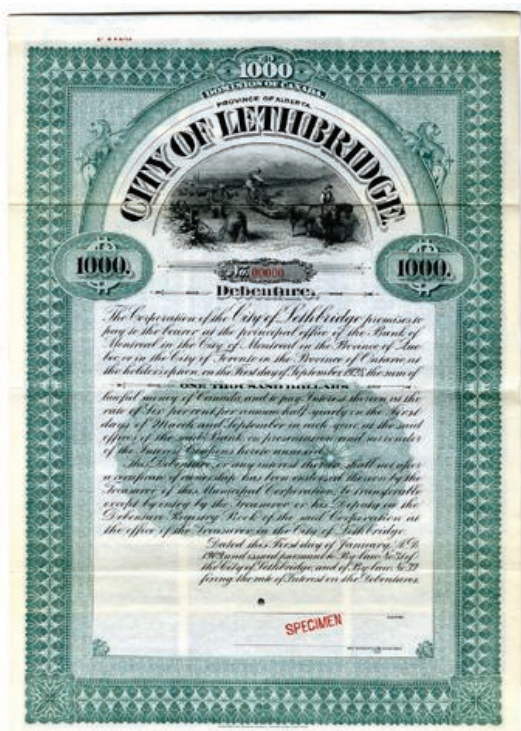 1000
DOMINION OF CANADA.
PROVINCE OF ALBERTA.
CITY OF LETHBRIDGE.
1000. 1000.
No. 00000
Debenture.
The Corporation of the City of Lethbridge promises to
pay to the bearer at the principal office of the Bank of
Montreal in the City of Montreal in the Province of Que
bec or in the City of Toronto in the Province of Ontario at
the holders option, on the First day of September 1928, the sum of
ONE THOUSAND DOLLARS
lawful money of Canada, and to pay Interest thereon at the
rate of Six per cent per annum half yearly on the First
days of March and September in each year, at the said
offices of the said Bank on presentation and surrender
of the Interest Coupons hereto annexed.
This Debenture, or any interest therein, shall not after
a certificate of ownership has been endorsed thereon by the
Treasurer of this Municipal Corporation, be transferable
except by entry by the Treasurer or his Deputy in the
Debenture Registry Book of the said Corporation at
the office of the Treasurer in the City of Lethbridge.
Dated this First day of January, A.D.
1909 and issued pursuant to By-law No. of
the City of Lethbridge, and of By-law No.
fixing the rate of Interest on the Debentures.
SPECIMEN